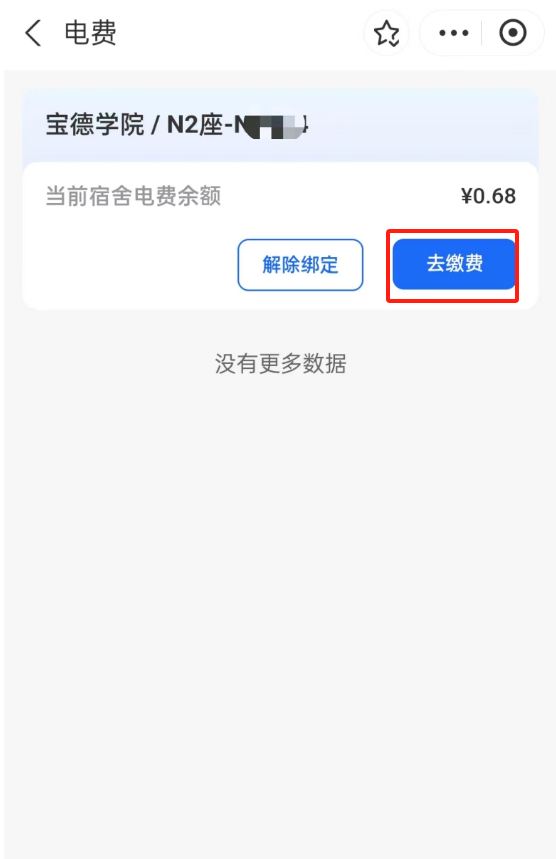 电费
宝德学院 / N2座-
当前宿舍电费余额 ¥0.68
解除绑定 去缴费
没有更多数据